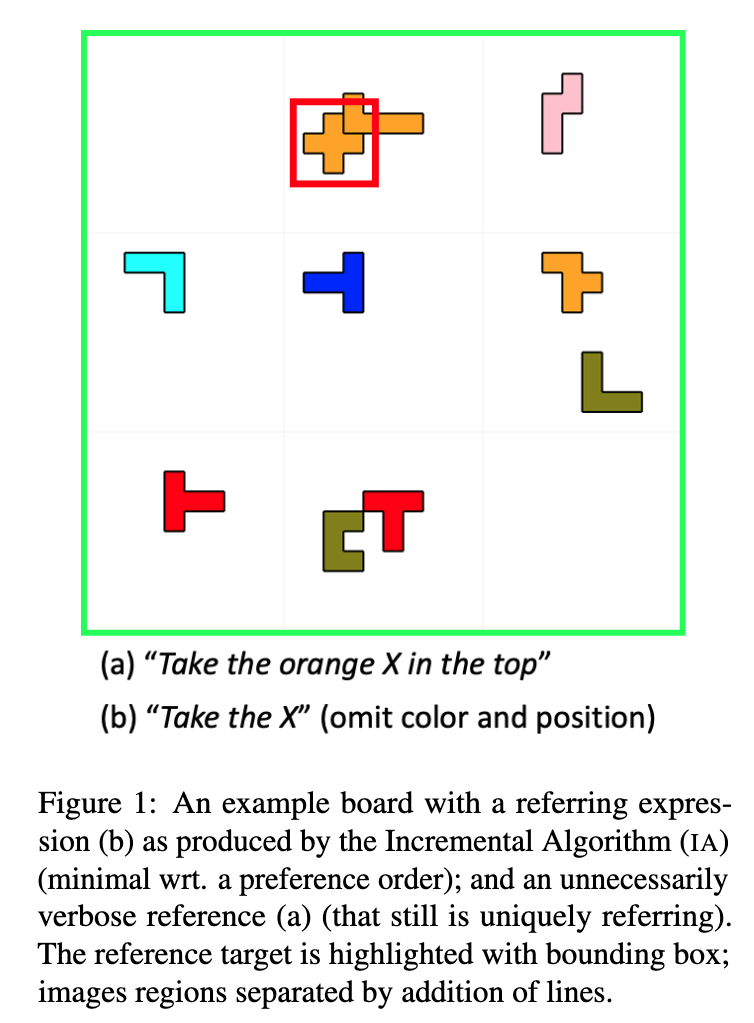 (a) “Take the orange X in the top”
(b) “Take the X” (omit color and position)
Figure 1: An example board with a referring expres-
sion (b) as produced by the Incremental Algorithm (IA)
(minimal wrt. a preference order); and an unnecessarily
verbose reference (a) (that still is uniquely referring).
The reference target is highlighted with bounding box;
images regions separated by addition of lines.